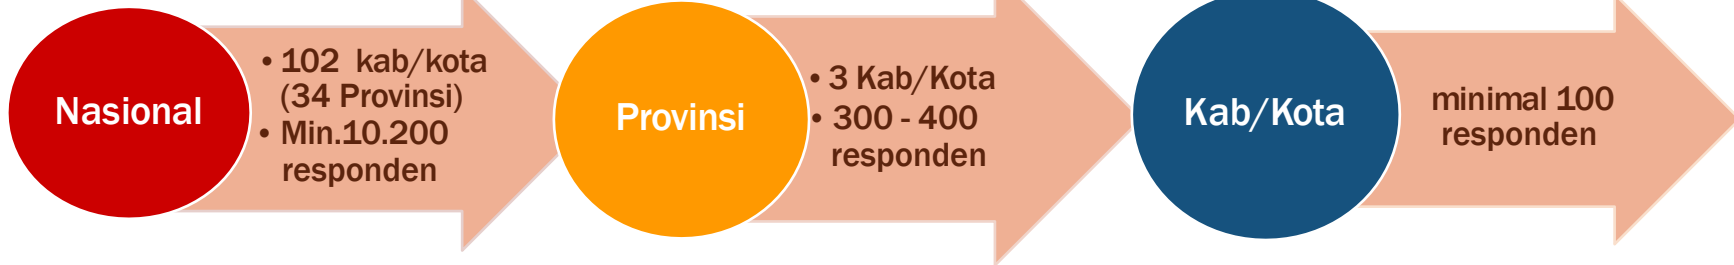 Nasional
• 102 kab/kota
(34 Provinsi)
• Min.10.200
responden
Provinsi
• 3 Kab/Kota
• 300 - 400
responden
Kab/Kota
minimal 100
responden